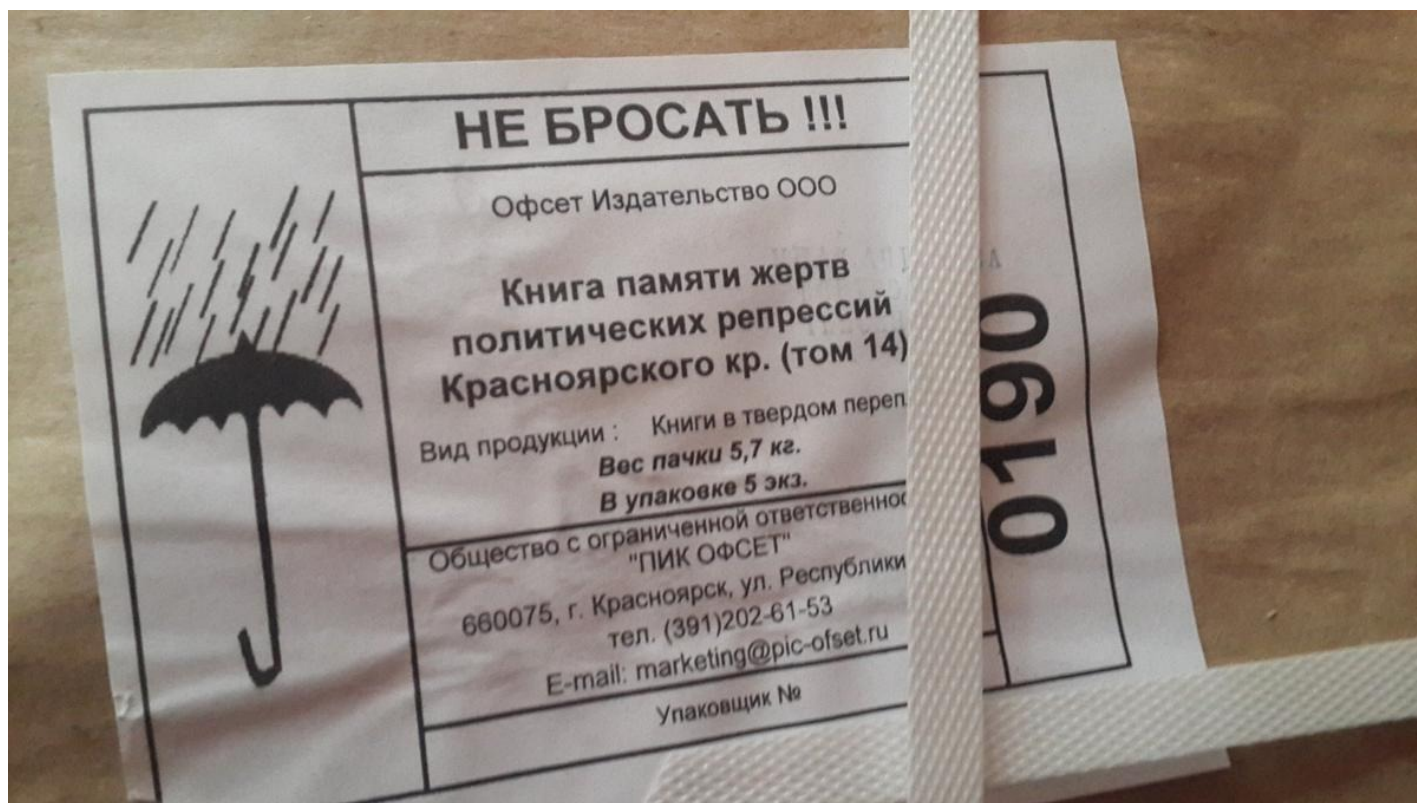 НЕ БРОСАТЬ !!!
Офсет Издательство ООО
Книга памяти жертв
политических репрессий
Красноярского кр. (том 14)
Вид продукции : Книги в твердом
Вес пачки 5,7 кг.
В упаковке 5 экз.
Общество с ограниченной
"ПИК ОФСЕТ"
660075, г. Красноярск, ул. Республики
тел. (391)202-61-53
E-mail: marketing@pic-ofset.ru
Упаковщик №
0190